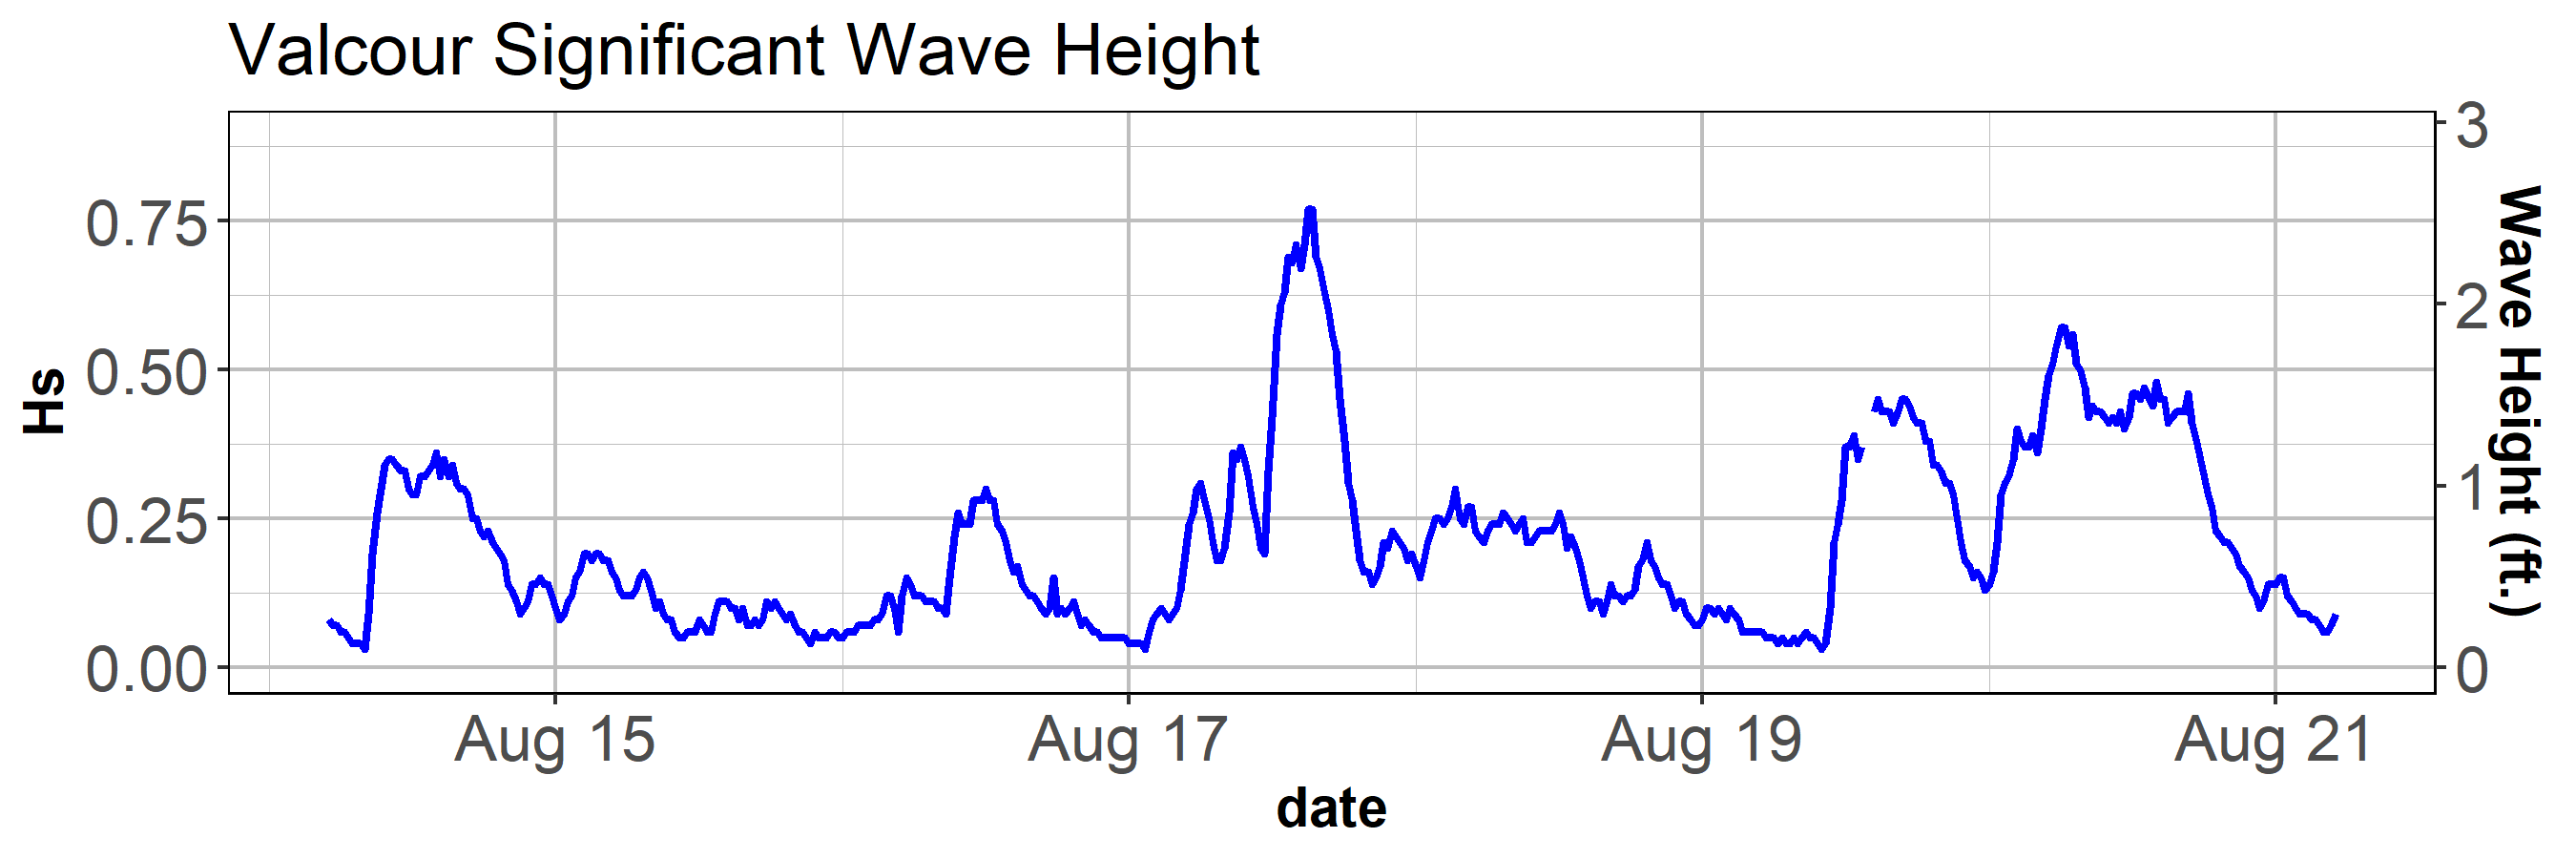 Valcour Significant Wave Height
Hs
0.75
0.50
0.25
0.00
3
2
1
0
Wave Height (ft.)
Aug 15
Aug 17
Aug 19
Aug 21
date